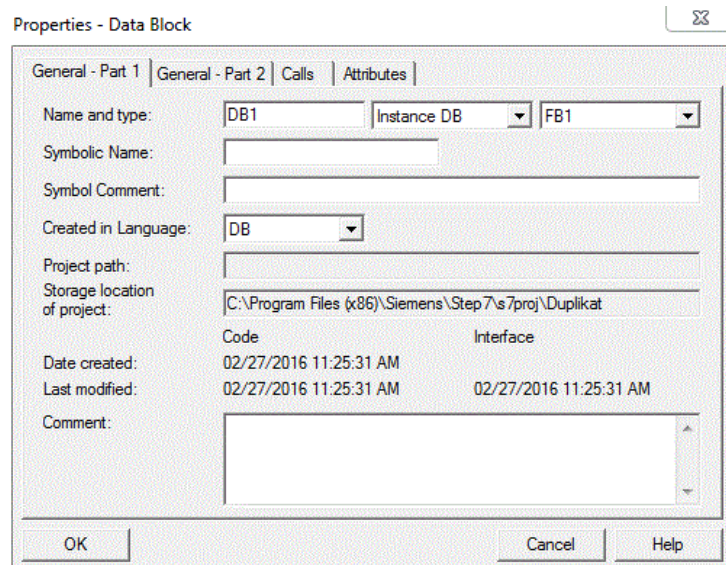 Properties - Data Block
General - Part 1 General - Part 2 Calls Attributes
Name and type: DB1 Instance DB FB1
Symbolic Name:
Symbol Comment:
Created in Language: DB
Project path:
Storage location
of project: C:\Program Files (x86)\Siemens\Step7\s7proj\Duplikat
Code Interface
Date created: 02/27/2016 11:25:31 AM
Last modified: 02/27/2016 11:25:31 AM 02/27/2016 11:25:31 AM
Comment:
OK Cancel Help